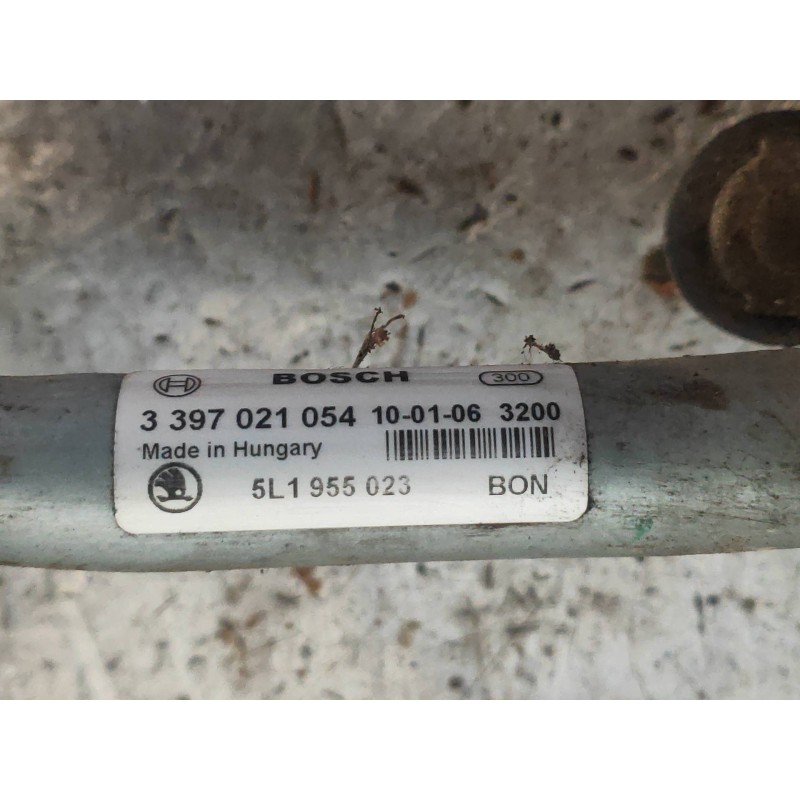 BOSCH 300
3 397 021 054 10-01-06 3200
Made in Hungary
5L1 955 023 BON